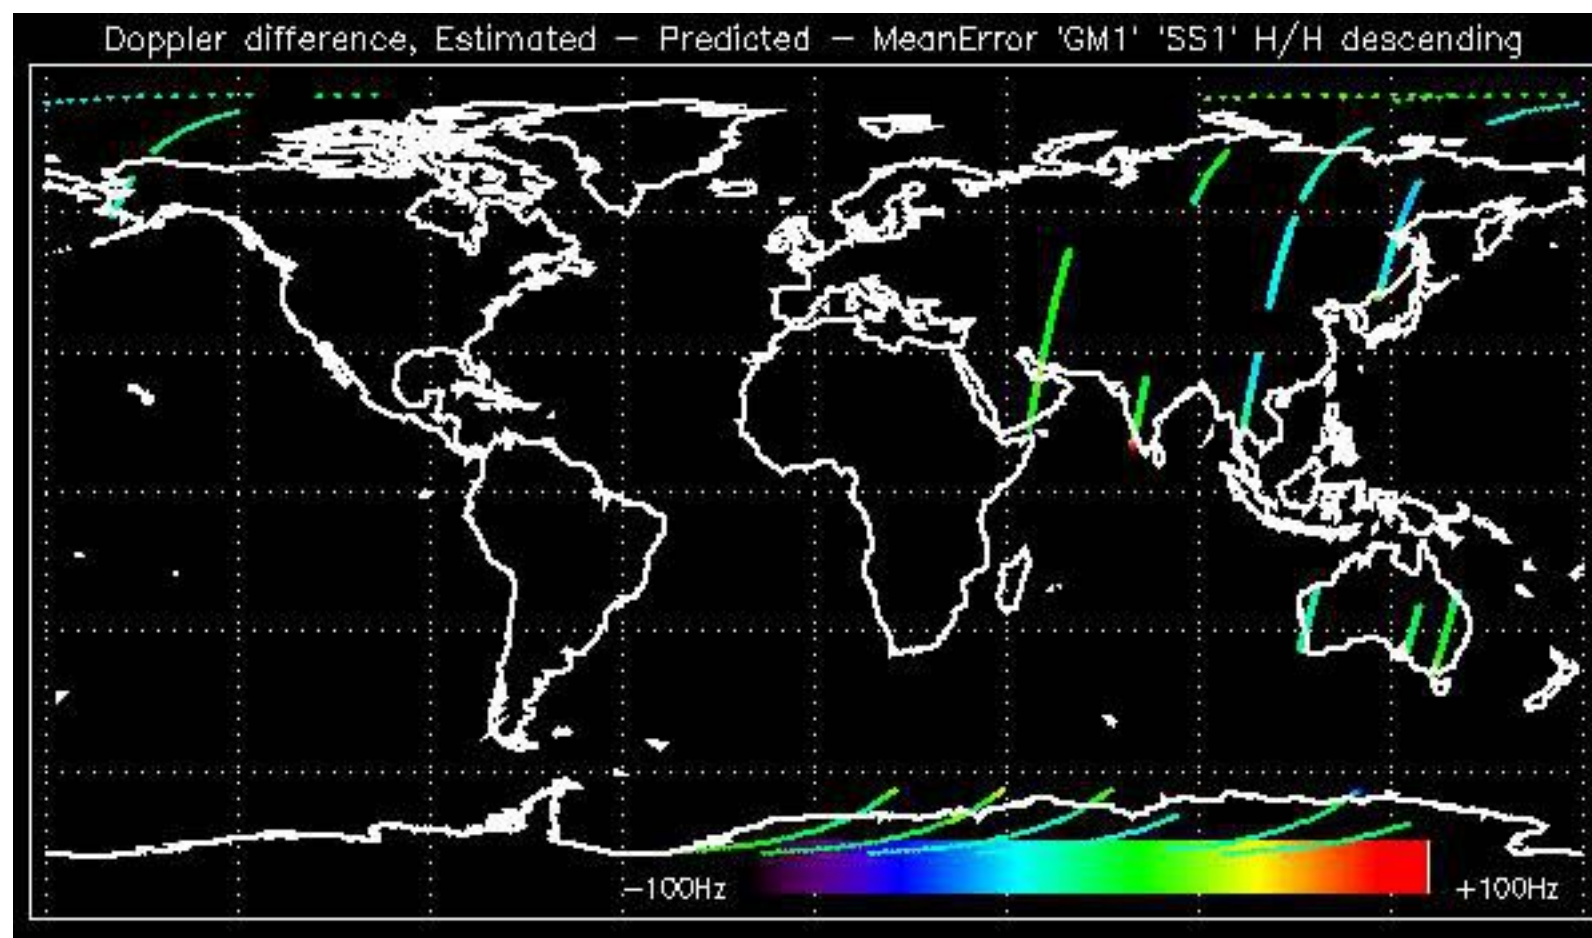 Doppler difference, Estimated – Predicted – MeanError 'GM1' 'SS1' H/H descending
–100Hz +100Hz